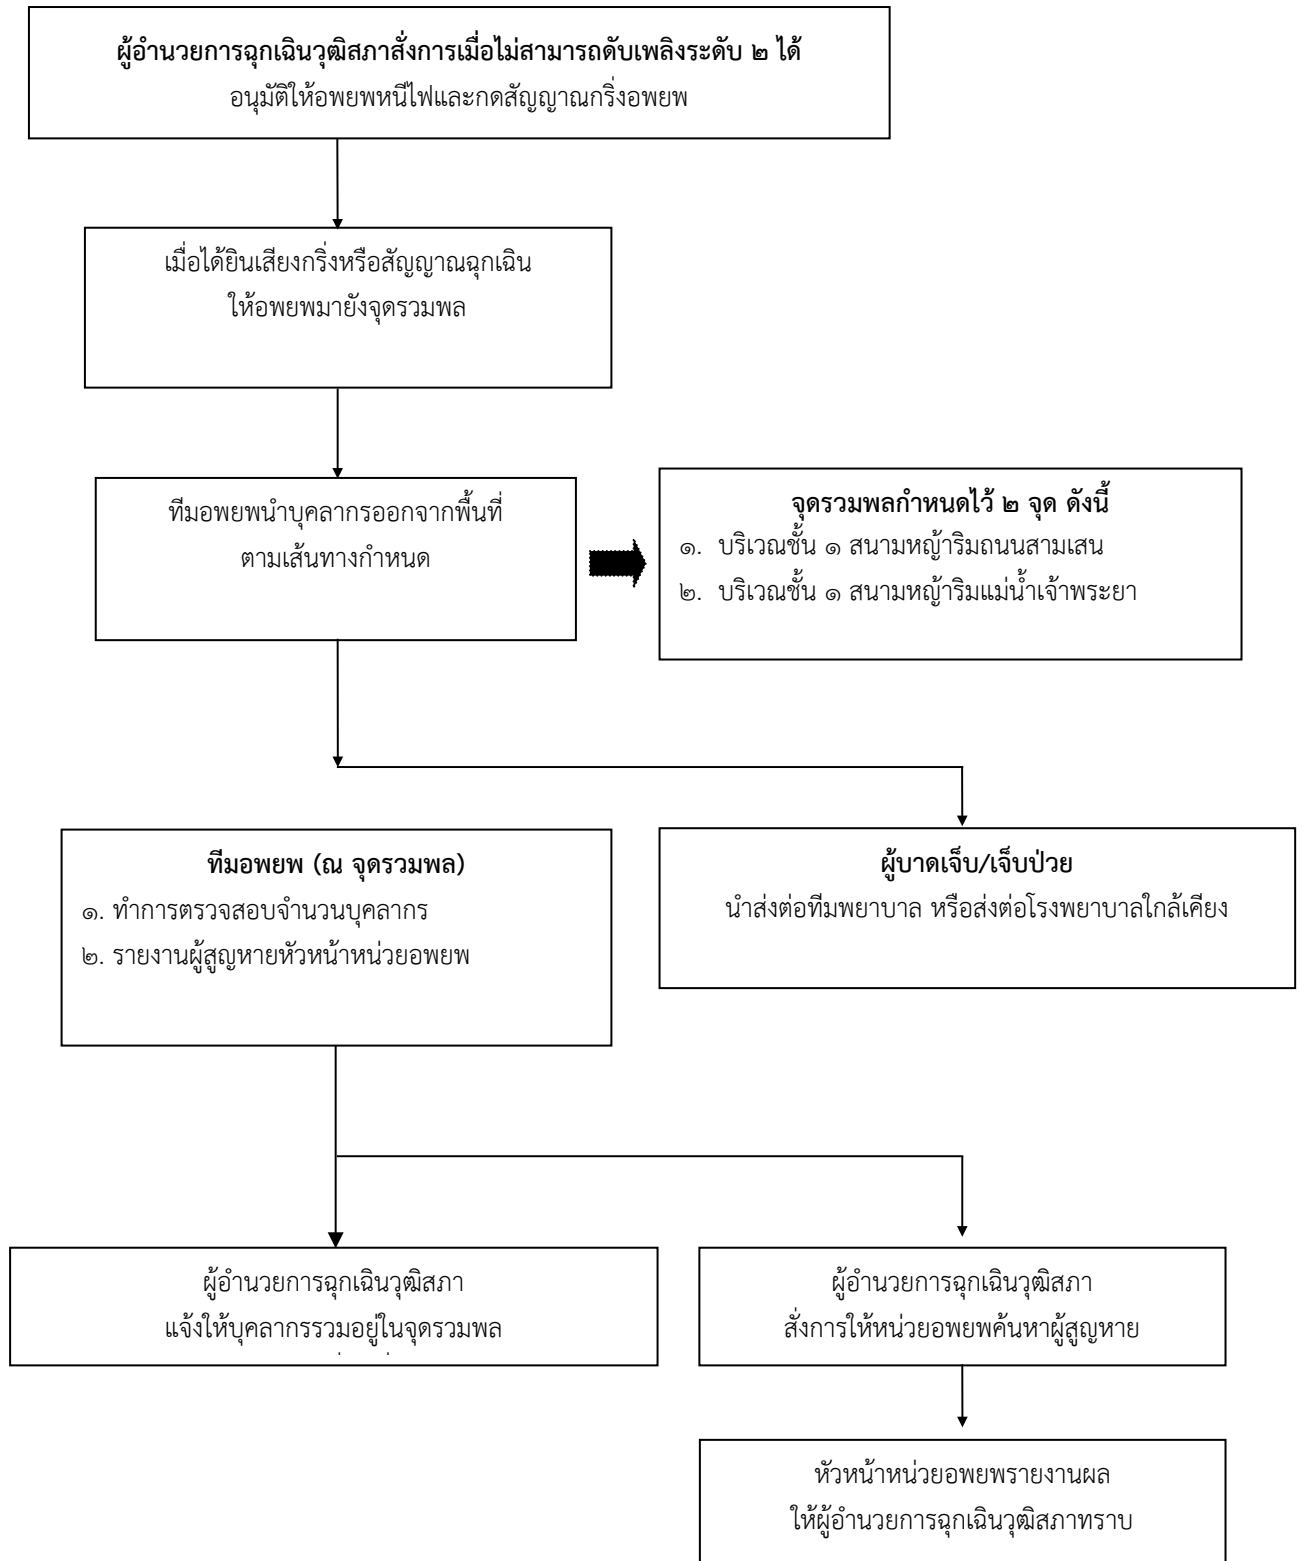 ผู้อำนวยการฉุกเฉินวุฒิสภาสั่งการเมื่อไม่สามารถดับเพลิงระดับ ๒ ได้
อนุมัติให้อพยพหนีไฟและกดสัญญาณกริ่งอพยพ
เมื่อได้ยินเสียงกริ่งหรือสัญญาณฉุกเฉิน
ให้อพยพมายังจุดรวมพล
ทีมอพยพนำบุคลากรออกจากพื้นที่
ตามเส้นทางกำหนด
จุดรวมพลกำหนดไว้ ๒ จุด ดังนี้
๑. บริเวณชั้น ๑ สนามหญ้าริมถนนสามเสน
๒. บริเวณชั้น ๑ สนามหญ้าริมแม่น้ำเจ้าพระยา
ทีมอพยพ (ณ จุดรวมพล)
๑. ทำการตรวจสอบจำนวนบุคลากร
๒. รายงานผู้สูญหายหัวหน้าหน่วยอพยพ
ผู้บาดเจ็บ/เจ็บป่วย
นำส่งต่อทีมพยาบาล หรือส่งต่อโรงพยาบาลใกล้เคียง
ผู้อำนวยการฉุกเฉินวุฒิสภา
แจ้งให้บุคลากรรวมอยู่ในจุดรวมพล
ผู้อำนวยการฉุกเฉินวุฒิสภา
สั่งการให้หน่วยอพยพค้นหาผู้สูญหาย
หัวหน้าหน่วยอพยพรายงานผล
ให้ผู้อำนวยการฉุกเฉินวุฒิสภาทราบ